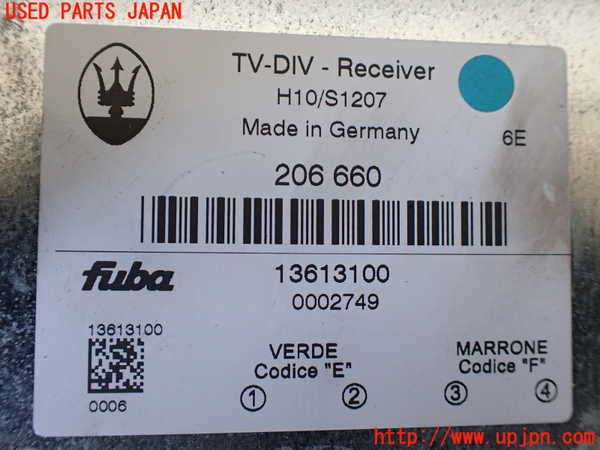 USED PARTS JAPAN
TV-DIV - Receiver
H10/S1207
Made in Germany
6E
206 660
fuba
13613100
0002749
13613100
0006
VERDE
Codice "E"
1 2
MARRONE
Codice "F"
3 4
http://www.upjpn.com/